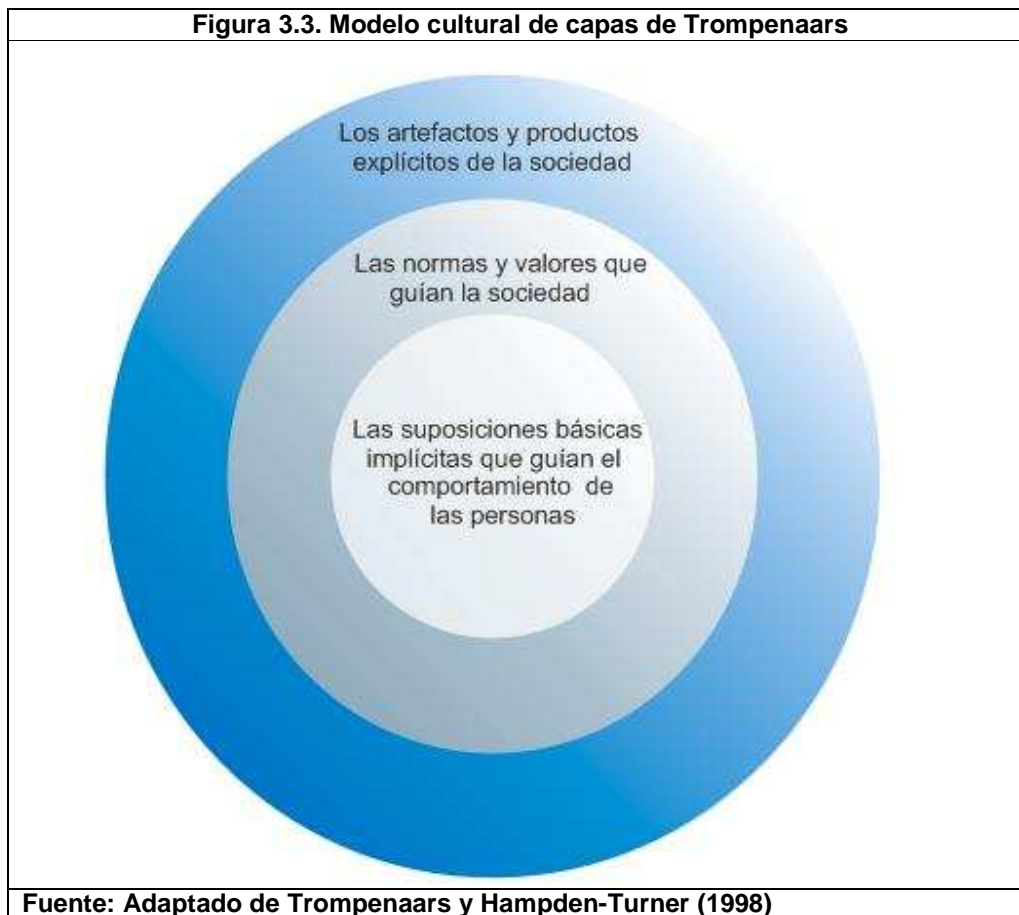 Figura 3.3. Modelo cultural de capas de Trompenaars
Los artefactos y productos
explícitos de la sociedad
Las normas y valores que
guían la sociedad
Las suposiciones básicas
implícitas que guian el
comportamiento de
las personas
Fuente: Adaptado de Trompenaars y Hampden-Turner (1998)